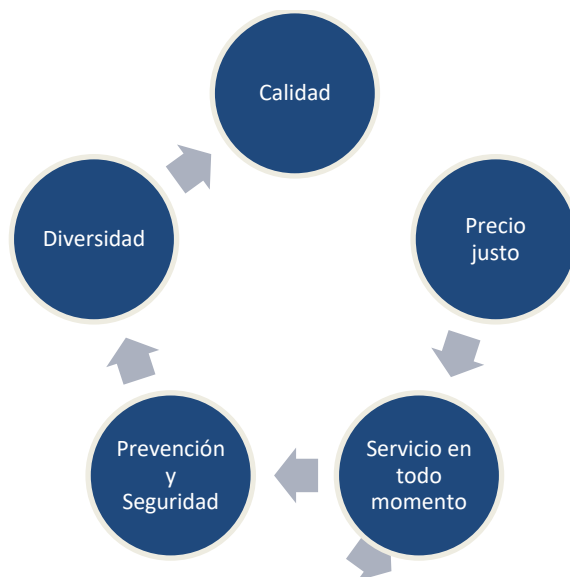 Calidad
Precio
justo
Servicio en
todo
momento
Prevención
y
Seguridad
Diversidad